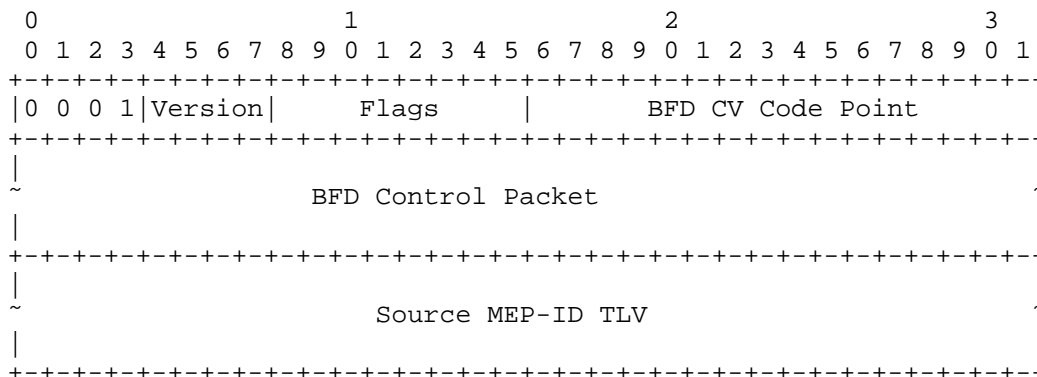 0                   1                   2                   3
 0 1 2 3 4 5 6 7 8 9 0 1 2 3 4 5 6 7 8 9 0 1 2 3 4 5 6 7 8 9 0 1
+-+-+-+-+-+-+-+-+-+-+-+-+-+-+-+-+-+-+-+-+-+-+-+-+-+-+-+-+-+-+-+--
|0 0 0 1|Version|     Flags     |       BFD CV Code Point
+-+-+-+-+-+-+-+-+-+-+-+-+-+-+-+-+-+-+-+-+-+-+-+-+-+-+-+-+-+-+-+--
|
~                  BFD Control Packet                           ~
|
+-+-+-+-+-+-+-+-+-+-+-+-+-+-+-+-+-+-+-+-+-+-+-+-+-+-+-+-+-+-+-+--
|
~                      Source MEP-ID TLV                        ~
|
+-+-+-+-+-+-+-+-+-+-+-+-+-+-+-+-+-+-+-+-+-+-+-+-+-+-+-+-+-+-+-+--